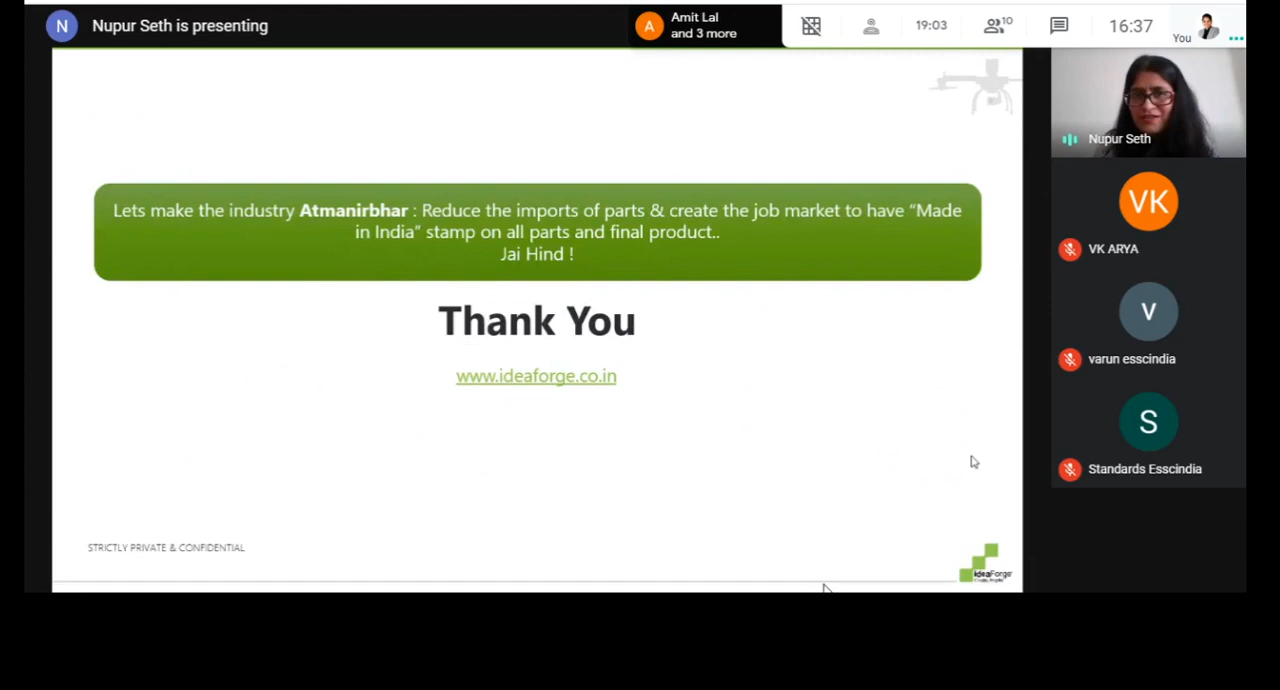 N
Nupur Seth is presenting
A
Amit Lal
and 3 more
19:03
10
16:37
You
Lets make the industry Atmanirbhar : Reduce the imports of parts & create the job market to have “Made
in India” stamp on all parts and final product..
Jai Hind !
Thank You
www.ideaforge.co.in
STRICTLY PRIVATE & CONFIDENTIAL
ideaForge
Nupur Seth
VK
VK ARYA
V
varun esscindia
S
Standards Esscindia